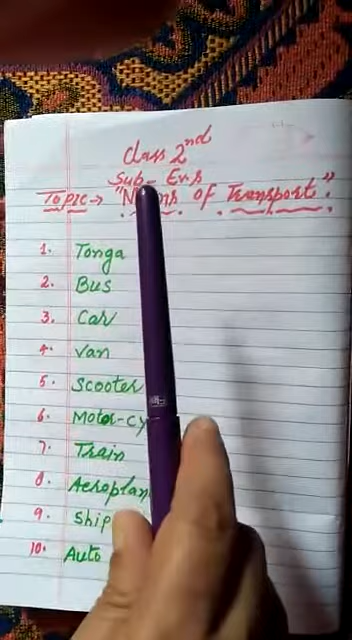 Class 2nd
Sub- Evs
Topic→ "of Transport".
1. Tonga
2. Bus
3. Car
4. Van
5. Scooter
6. Motor-cy
7. Train
8. Aeroplan
9. Ship
10. Auto